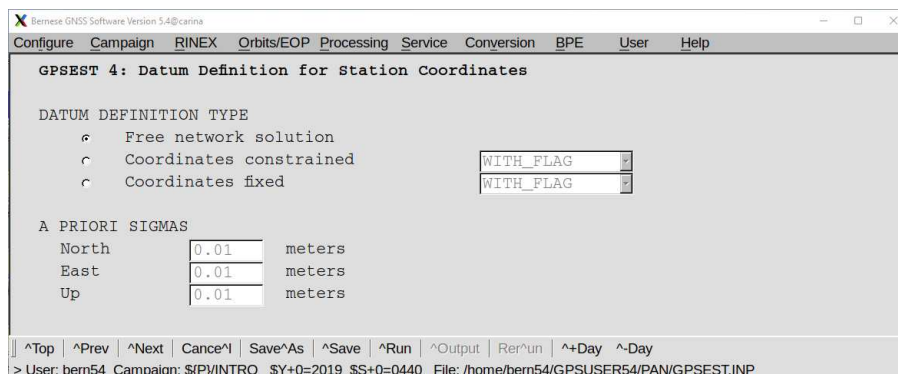 Bernese GNSS Software Version 5.4@carina
Configure Campaign RINEX Orbits/EOP Processing Service Conversion BPE User Help
GPSEST 4: Datum Definition for Station Coordinates
DATUM DEFINITION TYPE
Free network solution
Coordinates constrained WITH_FLAG
Coordinates fixed WITH_FLAG
A PRIORI SIGMAS
North 0.01 meters
East 0.01 meters
Up 0.01 meters
^Top | ^Prev | ^Next | Cance^l | Save^As | ^Save | ^Run | ^Output | Rer^un | ^+Day ^-Day
> User: bern54 Campaign: ${P}/INTRO $Y+0=2019 $S+0=0440 File: /home/bern54/GPSUSER54/PAN/GPSEST.INP